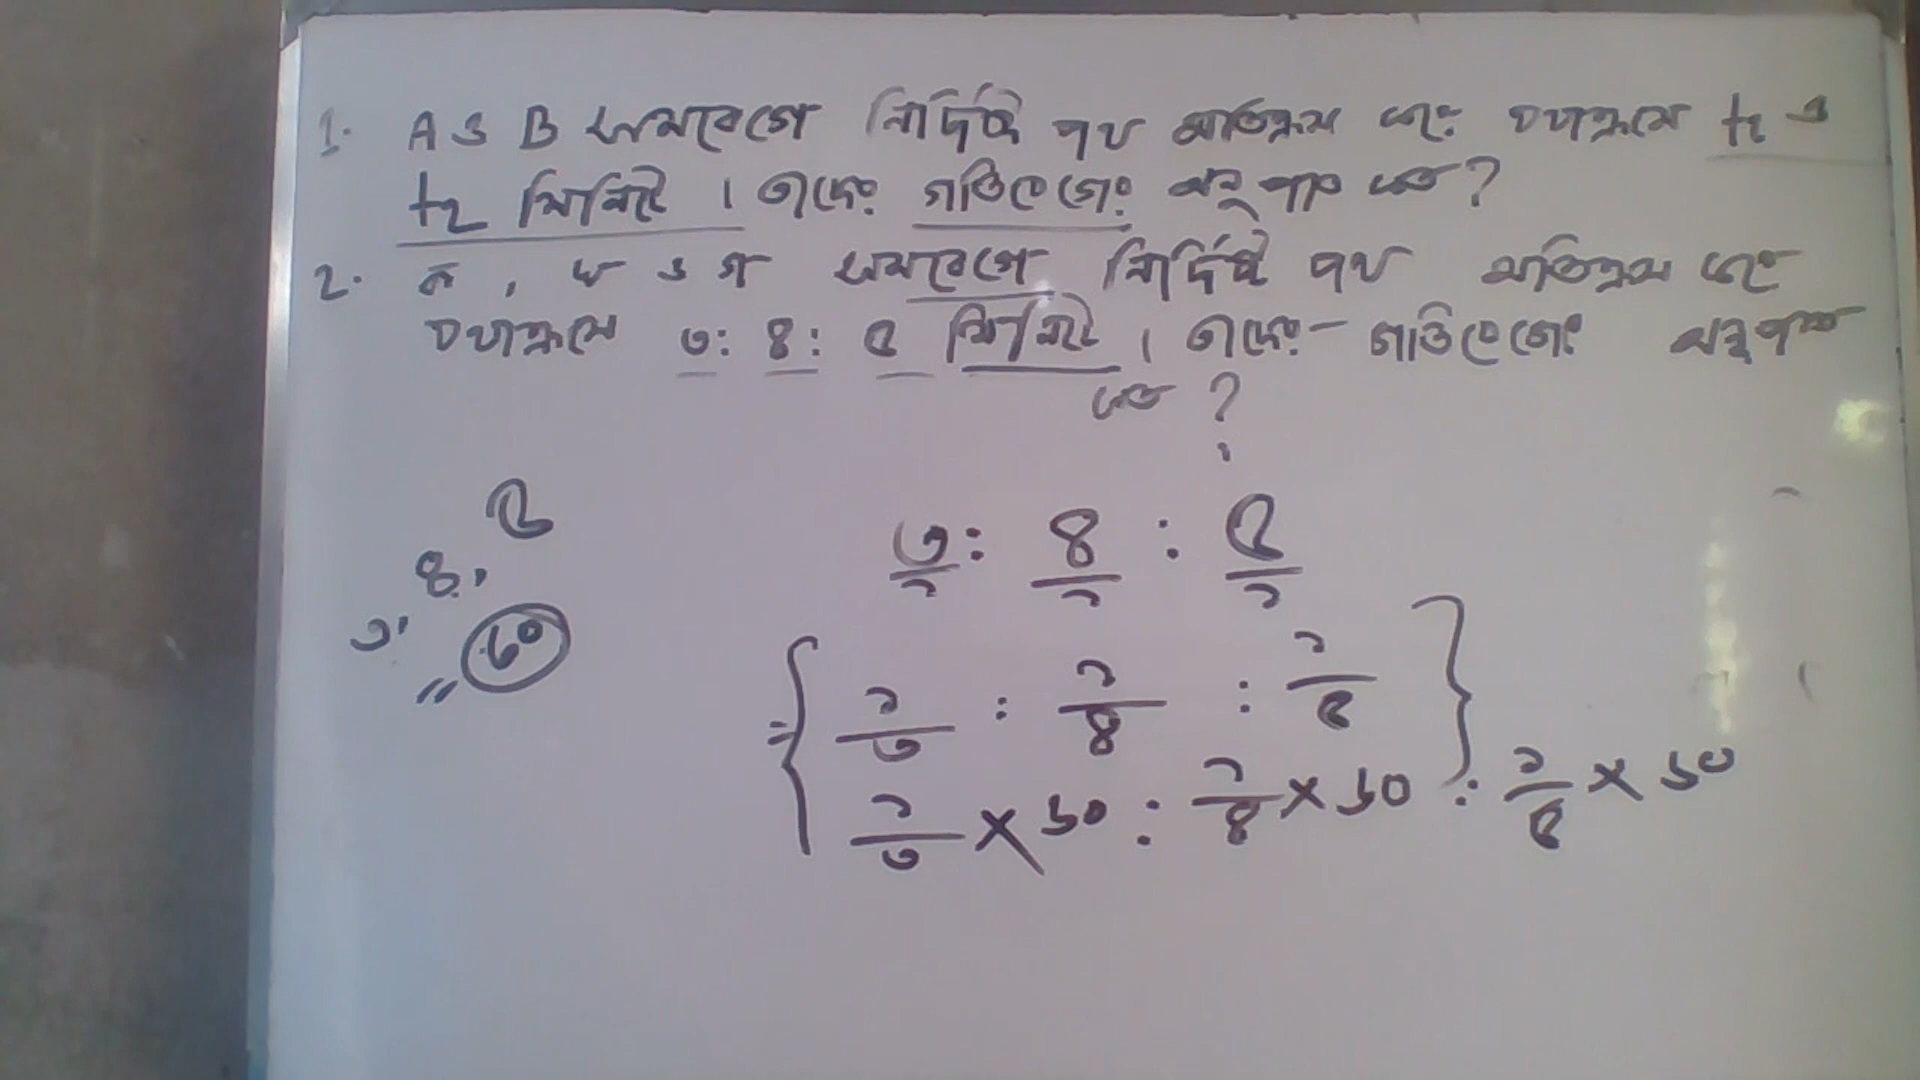 1. A ও B সমবেগে নির্দিষ্ট পথ অতিক্রম করে যথাক্রমে t₂ ও
t₂ মিনিটে । তাদের গতিবেগের অনুপাত কত ?
2. ক , খ ও গ সমবেগে নির্দিষ্ট পথ অতিক্রম করে
যথাক্রমে ৩ : ৪ : ৫ মিনিটে । তাদের গতিবেগের অনুপাত
কত ?
৩, ৪, ৫
= ৬০
৩/১ : ৪/১ : ৫/১
= { ১/৩ : ১/৪ : ১/৫ }
১/৩ × ৬০ : ১/৪ × ৬০ : ১/৫ × ৬০